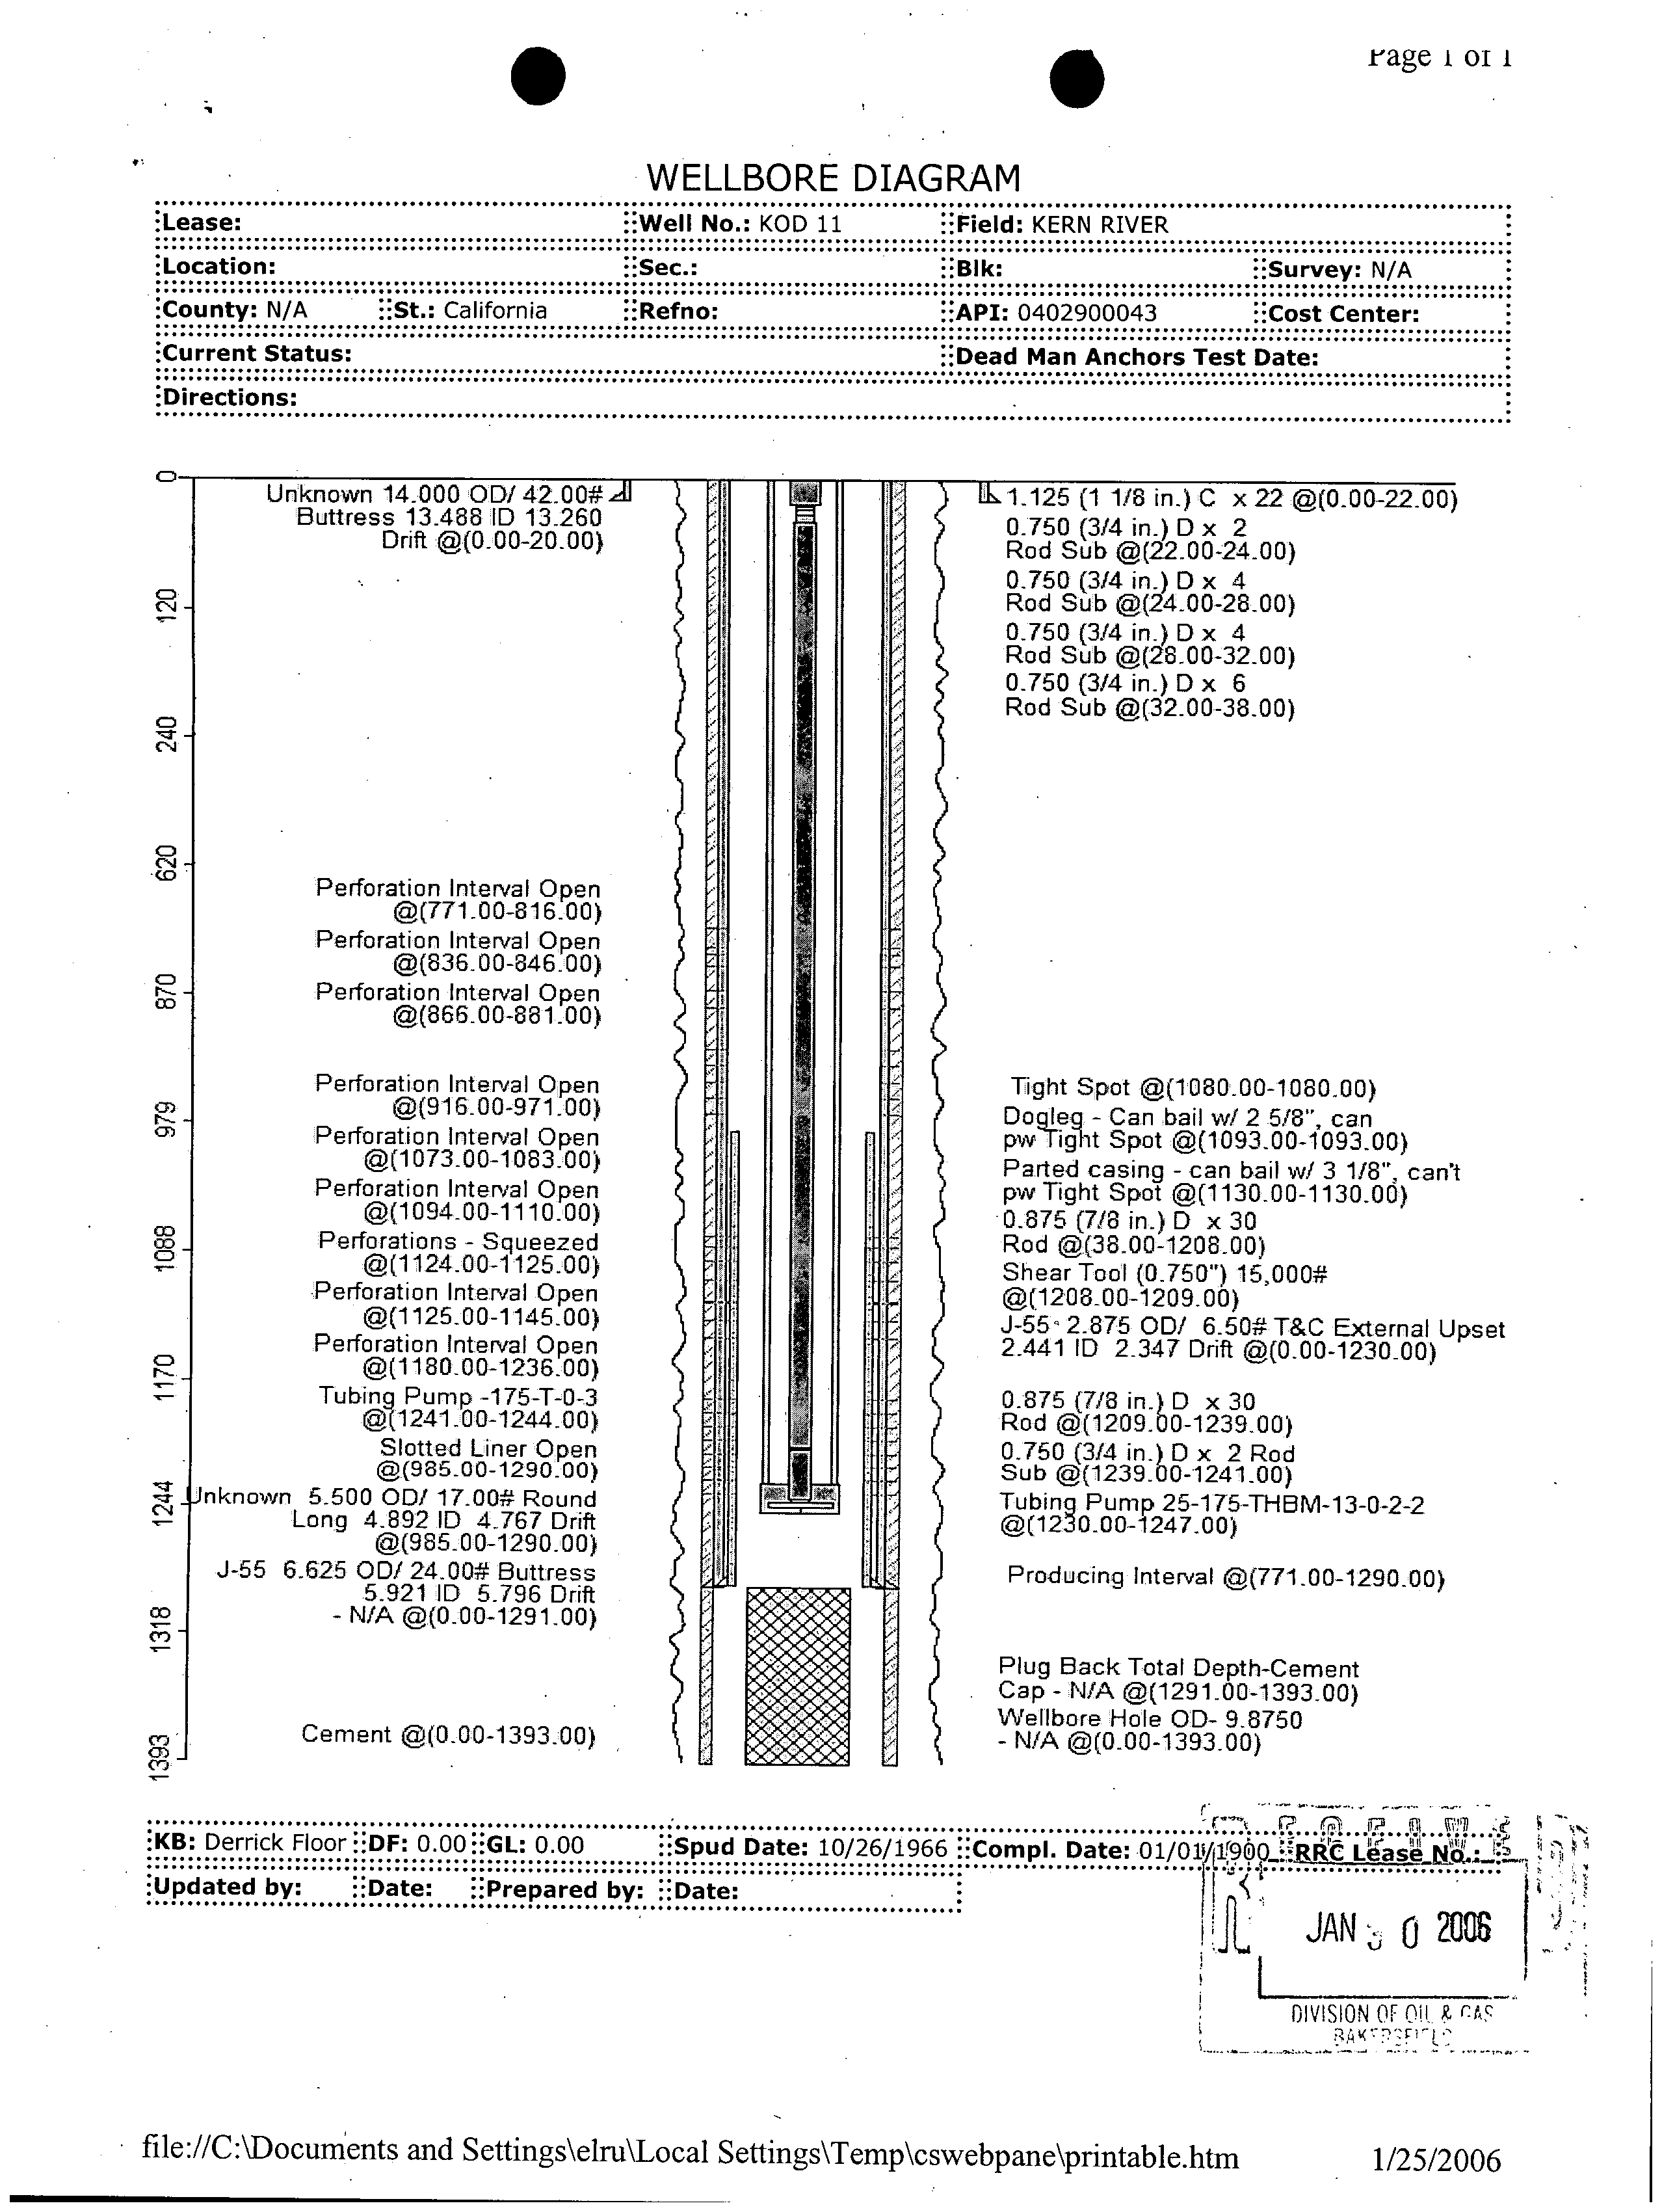 Page 1 of 1
WELLBORE DIAGRAM
Lease: Well No.: KOD 11 Field: KERN RIVER
Location: Sec.: Blk: Survey: N/A
County: N/A St.: California Refno: API: 0402900043 Cost Center:
Current Status: Dead Man Anchors Test Date:
Directions:
0
120
240
620
870
979
1088
1170
1244
1318
1393
Unknown 14.000 OD/ 42.00#
Buttress 13.488 ID 13.260
Drift @(0.00-20.00)
Perforation Interval Open
@(771.00-816.00)
Perforation Interval Open
@(836.00-846.00)
Perforation Interval Open
@(866.00-881.00)
Perforation Interval Open
@(916.00-971.00)
Perforation Interval Open
@(1073.00-1083.00)
Perforation Interval Open
@(1094.00-1110.00)
Perforations - Squeezed
@(1124.00-1125.00)
Perforation Interval Open
@(1125.00-1145.00)
Perforation Interval Open
@(1180.00-1236.00)
Tubing Pump -175-T-0-3
@(1241.00-1244.00)
Slotted Liner Open
@(985.00-1290.00)
Unknown 5.500 OD/ 17.00# Round
Long 4.892 ID 4.767 Drift
@(985.00-1290.00)
J-55 6.625 OD/ 24.00# Buttress
5.921 ID 5.796 Drift
- N/A @(0.00-1291.00)
Cement @(0.00-1393.00)
1.125 (1 1/8 in.) C x 22 @(0.00-22.00)
0.750 (3/4 in.) D x 2
Rod Sub @(22.00-24.00)
0.750 (3/4 in.) D x 4
Rod Sub @(24.00-28.00)
0.750 (3/4 in.) D x 4
Rod Sub @(28.00-32.00)
0.750 (3/4 in.) D x 6
Rod Sub @(32.00-38.00)
Tight Spot @(1080.00-1080.00)
Dogleg - Can bail w/ 2 5/8", can
pw Tight Spot @(1093.00-1093.00)
Parted casing - can bail w/ 3 1/8", can't
pw Tight Spot @(1130.00-1130.00)
0.875 (7/8 in.) D x 30
Rod @(38.00-1208.00)
Shear Tool (0.750") 15,000#
@(1208.00-1209.00)
J-55 2.875 OD/ 6.50# T&C External Upset
2.441 ID 2.347 Drift @(0.00-1230.00)
0.875 (7/8 in.) D x 30
Rod @(1209.00-1239.00)
0.750 (3/4 in.) D x 2 Rod
Sub @(1239.00-1241.00)
Tubing Pump 25-175-THBM-13-0-2-2
@(1230.00-1247.00)
Producing Interval @(771.00-1290.00)
Plug Back Total Depth-Cement
Cap - N/A @(1291.00-1393.00)
Wellbore Hole OD- 9.8750
- N/A @(0.00-1393.00)
KB: Derrick Floor DF: 0.00 GL: 0.00 Spud Date: 10/26/1966 Compl. Date: 01/01/1900 RRC Lease No.:
Updated by: Date: Prepared by: Date:
RECEIVED
JAN 30 2006
DIVISION OF OIL & GAS
BAKERSFIELD
file://C:\Documents and Settings\elru\Local Settings\Temp\cswebpane\printable.htm 1/25/2006